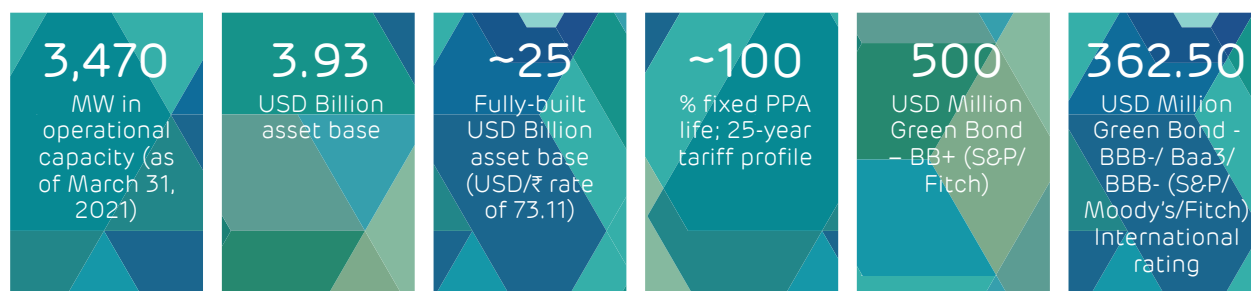 3,470
MW in
operational
capacity (as
of March 31,
2021)
3.93
USD Billion
asset base
~25
Fully-built
USD Billion
asset base
(USD/₹ rate
of 73.11)
~100
% fixed PPA
life; 25-year
tariff profile
500
USD Million
Green Bond
– BB+ (S&P/
Fitch)
362.50
USD Million
Green Bond -
BBB-/ Baa3/
BBB- (S&P/
Moody's/Fitch)
International
rating